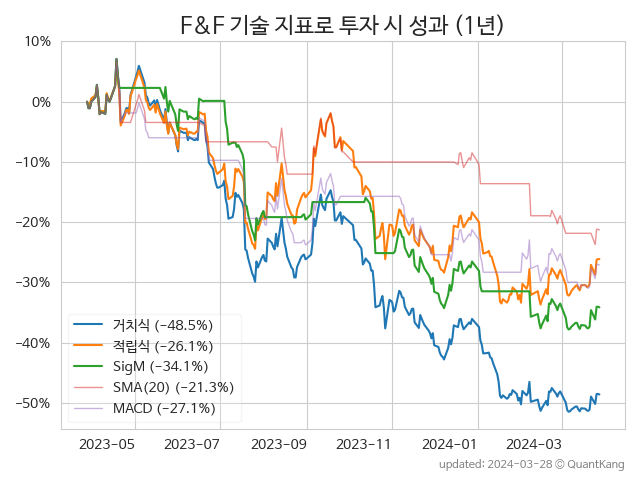 F&F 기술 지표로 투자 시 성과 (1년)
10%
0%
−10%
−20%
−30%
−40%
−50%
거치식 (−48.5%)
적립식 (−26.1%)
SigM (−34.1%)
SMA(20) (−21.3%)
MACD (−27.1%)
2023−05 2023−07 2023−09 2023−11 2024−01 2024−03
updated: 2024−03−28 © QuantKang